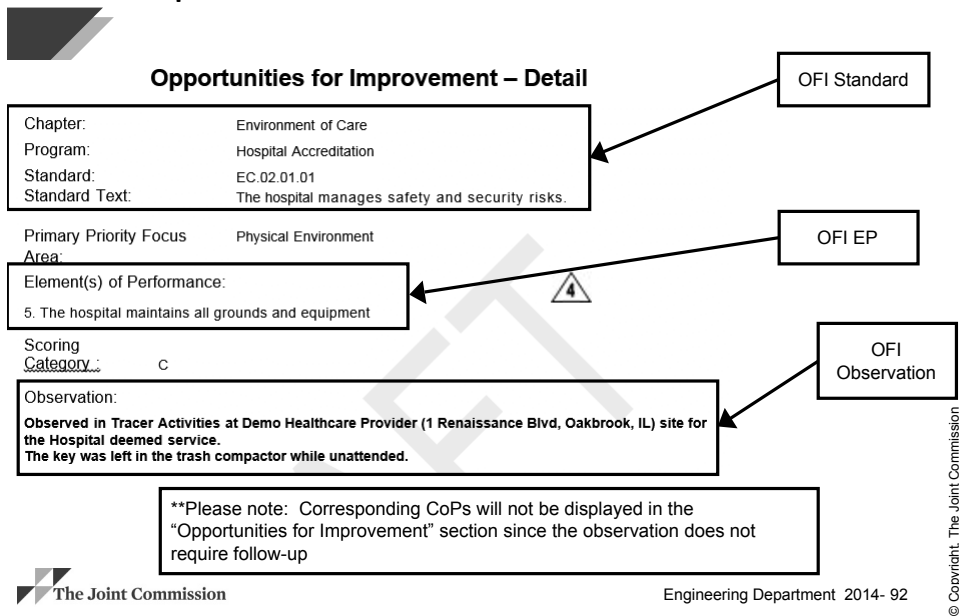 Opportunities for Improvement – Detail
OFI Standard
Chapter: Environment of Care
Program: Hospital Accreditation
Standard: EC.02.01.01
Standard Text: The hospital manages safety and security risks.
Primary Priority Focus Physical Environment
Area:
OFI EP
Element(s) of Performance:
4
5. The hospital maintains all grounds and equipment
Scoring
Category : C
OFI
Observation
Observation:
Observed in Tracer Activities at Demo Healthcare Provider (1 Renaissance Blvd, Oakbrook, IL) site for
the Hospital deemed service.
The key was left in the trash compactor while unattended.
**Please note: Corresponding CoPs will not be displayed in the
“Opportunities for Improvement” section since the observation does not
require follow-up
The Joint Commission
Engineering Department 2014- 92
© Copyright, The Joint Commission